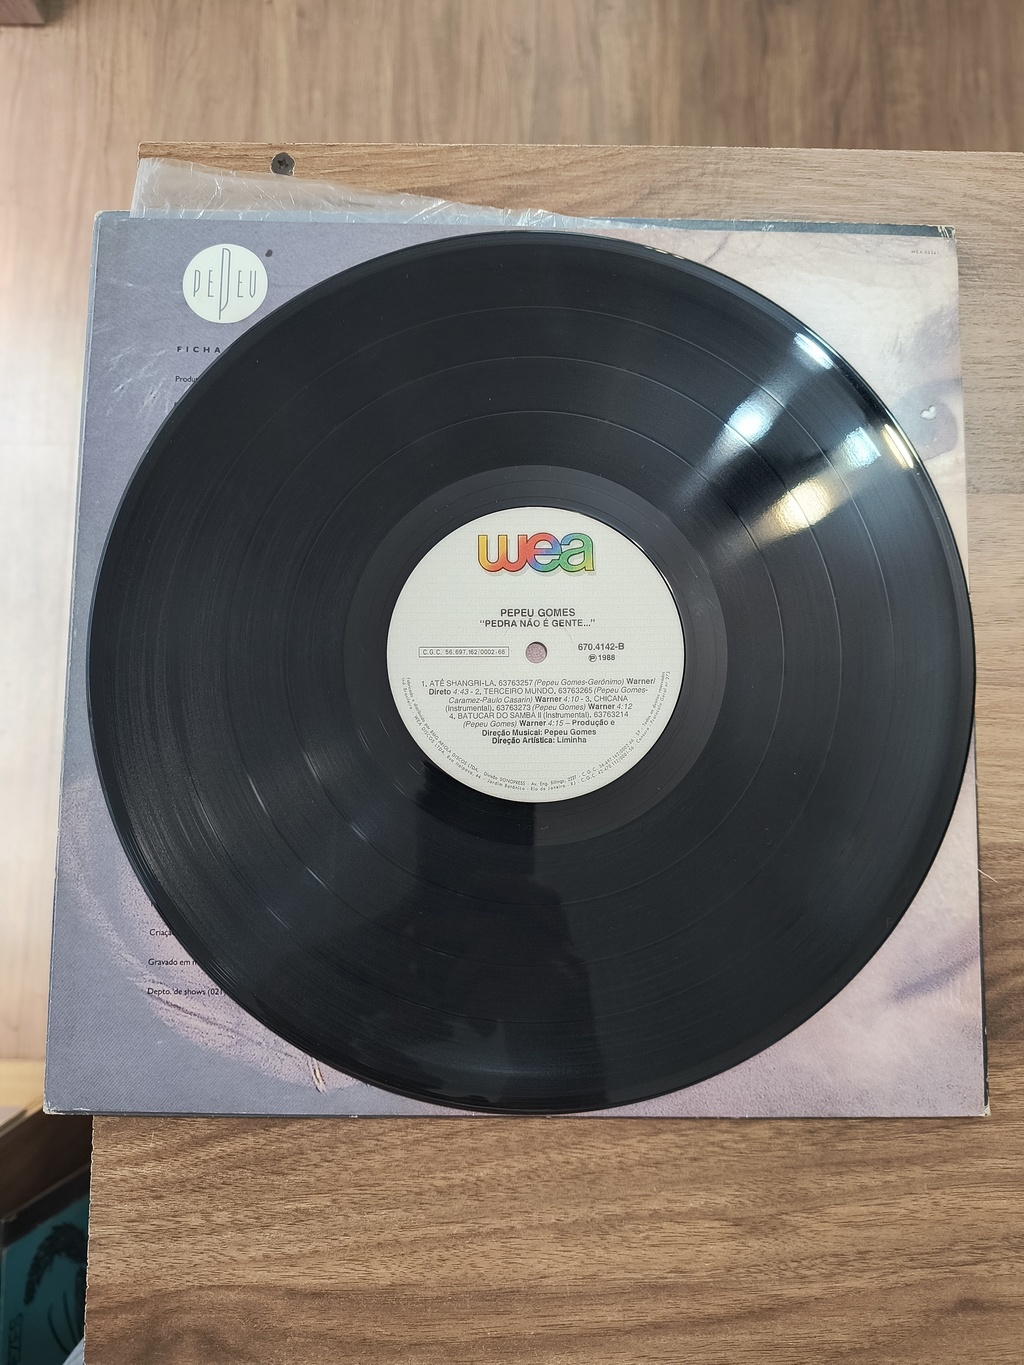 PEPEU
FICHA
Produ
wea
PEPEU GOMES
"PEDRA NÃO É GENTE..."
C.G.C. 56.697.162/0002-66
670.4142-B
Ⓟ 1988
1. ATÉ SHANGRI-LA, 63763257 (Pepeu Gomes-Gerônimo) Warner/
Direto 4:43 - 2. TERCEIRO MUNDO, 63763265 (Pepeu Gomes-
Caramez-Paulo Casarin) Warner 4:10 - 3. CHICANA
(Instrumental), 63763273 (Pepeu Gomes) Warner 4:12
4. BATUCAR DO SAMBA II (Instrumental), 63763214
(Pepeu Gomes) Warner 4:15 – Produção e
Direção Musical: Pepeu Gomes
Direção Artística: Liminha
Criaçã
Gravado em
Depto. de shows (021)